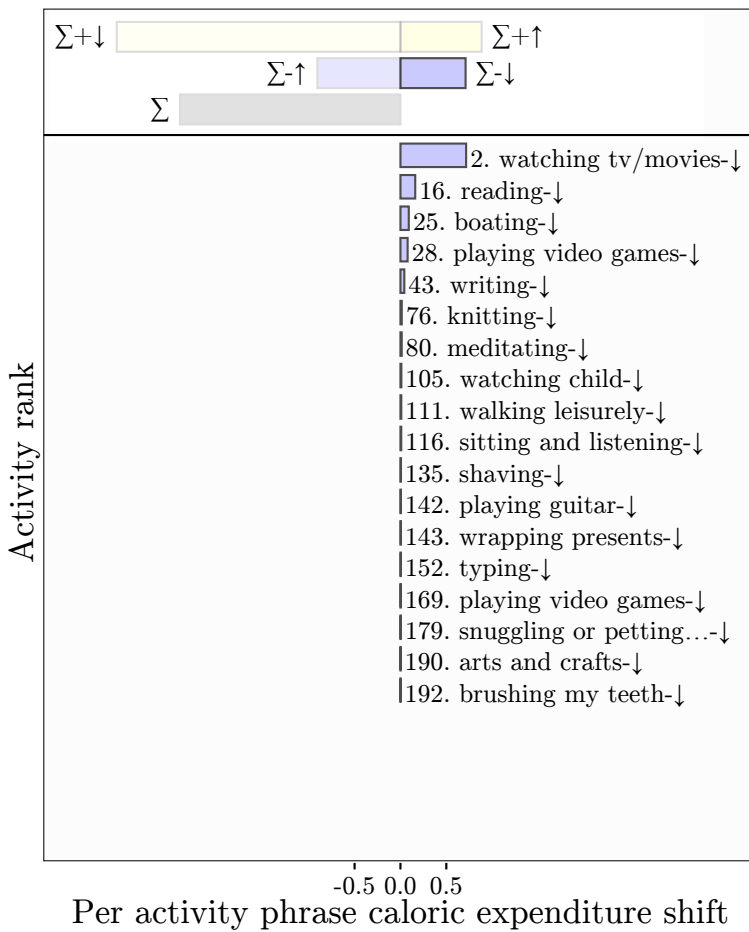 ∑+↓ ∑+↑
∑-↑ ∑-↓
∑
2. watching tv/movies-↓
16. reading-↓
25. boating-↓
28. playing video games-↓
43. writing-↓
76. knitting-↓
80. meditating-↓
105. watching child-↓
111. walking leisurely-↓
116. sitting and listening-↓
135. shaving-↓
142. playing guitar-↓
143. wrapping presents-↓
152. typing-↓
169. playing video games-↓
179. snuggling or petting...-↓
190. arts and crafts-↓
192. brushing my teeth-↓
Activity rank
-0.5 0.0 0.5
Per activity phrase caloric expenditure shift